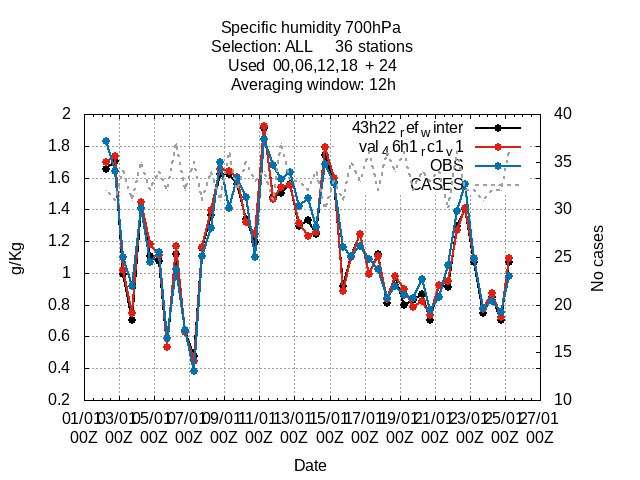 Specific humidity 700hPa
Selection: ALL 36 stations
Used 00,06,12,18 + 24
Averaging window: 12h
43h22_ref_winter
val_46h1_rc1_v1
OBS
CASES
g/Kg
2
1.8
1.6
1.4
1.2
1
0.8
0.6
0.4
0.2
40
35
30
25
20
15
10
No cases
01/01 03/01 05/01 07/01 09/01 11/01 13/01 15/01 17/01 19/01 21/01 23/01 25/01 27/01
00Z 00Z 00Z 00Z 00Z 00Z 00Z 00Z 00Z 00Z 00Z 00Z 00Z 00Z
Date